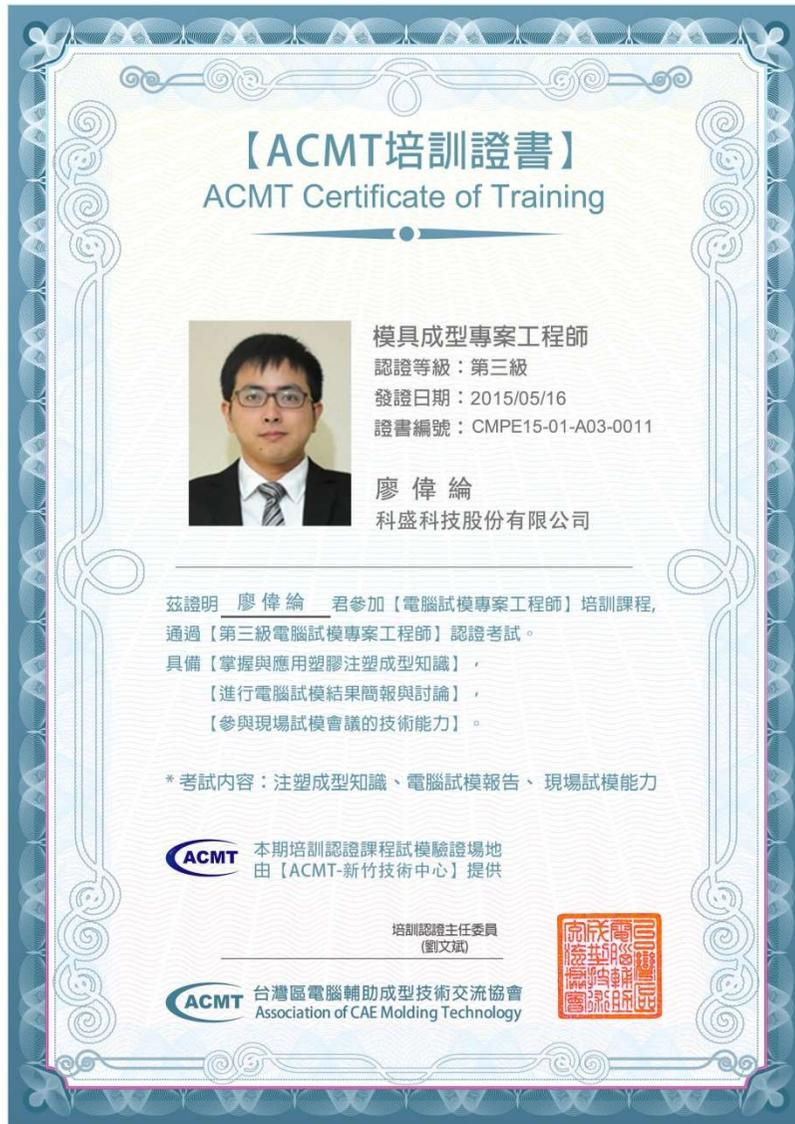 【ACMT培訓證書】
ACMT Certificate of Training
模具成型專案工程師
認證等級：第三級
發證日期：2015/05/16
證書編號：CMPE15-01-A03-0011
廖偉綸
科盛科技股份有限公司
茲證明 廖偉綸 君參加【電腦試模專案工程師】培訓課程,
通過【第三級電腦試模專案工程師】認證考試。
具備【掌握與應用塑膠注塑成型知識】，
【進行電腦試模結果簡報與討論】，
【參與現場試模會議的技術能力】。
* 考試內容：注塑成型知識、電腦試模報告、 現場試模能力
ACMT
本期培訓認證課程試模驗證場地
由【ACMT-新竹技術中心】提供
培訓認證主任委員
(劉文斌)
ACMT
台灣區電腦輔助成型技術交流協會
Association of CAE Molding Technology